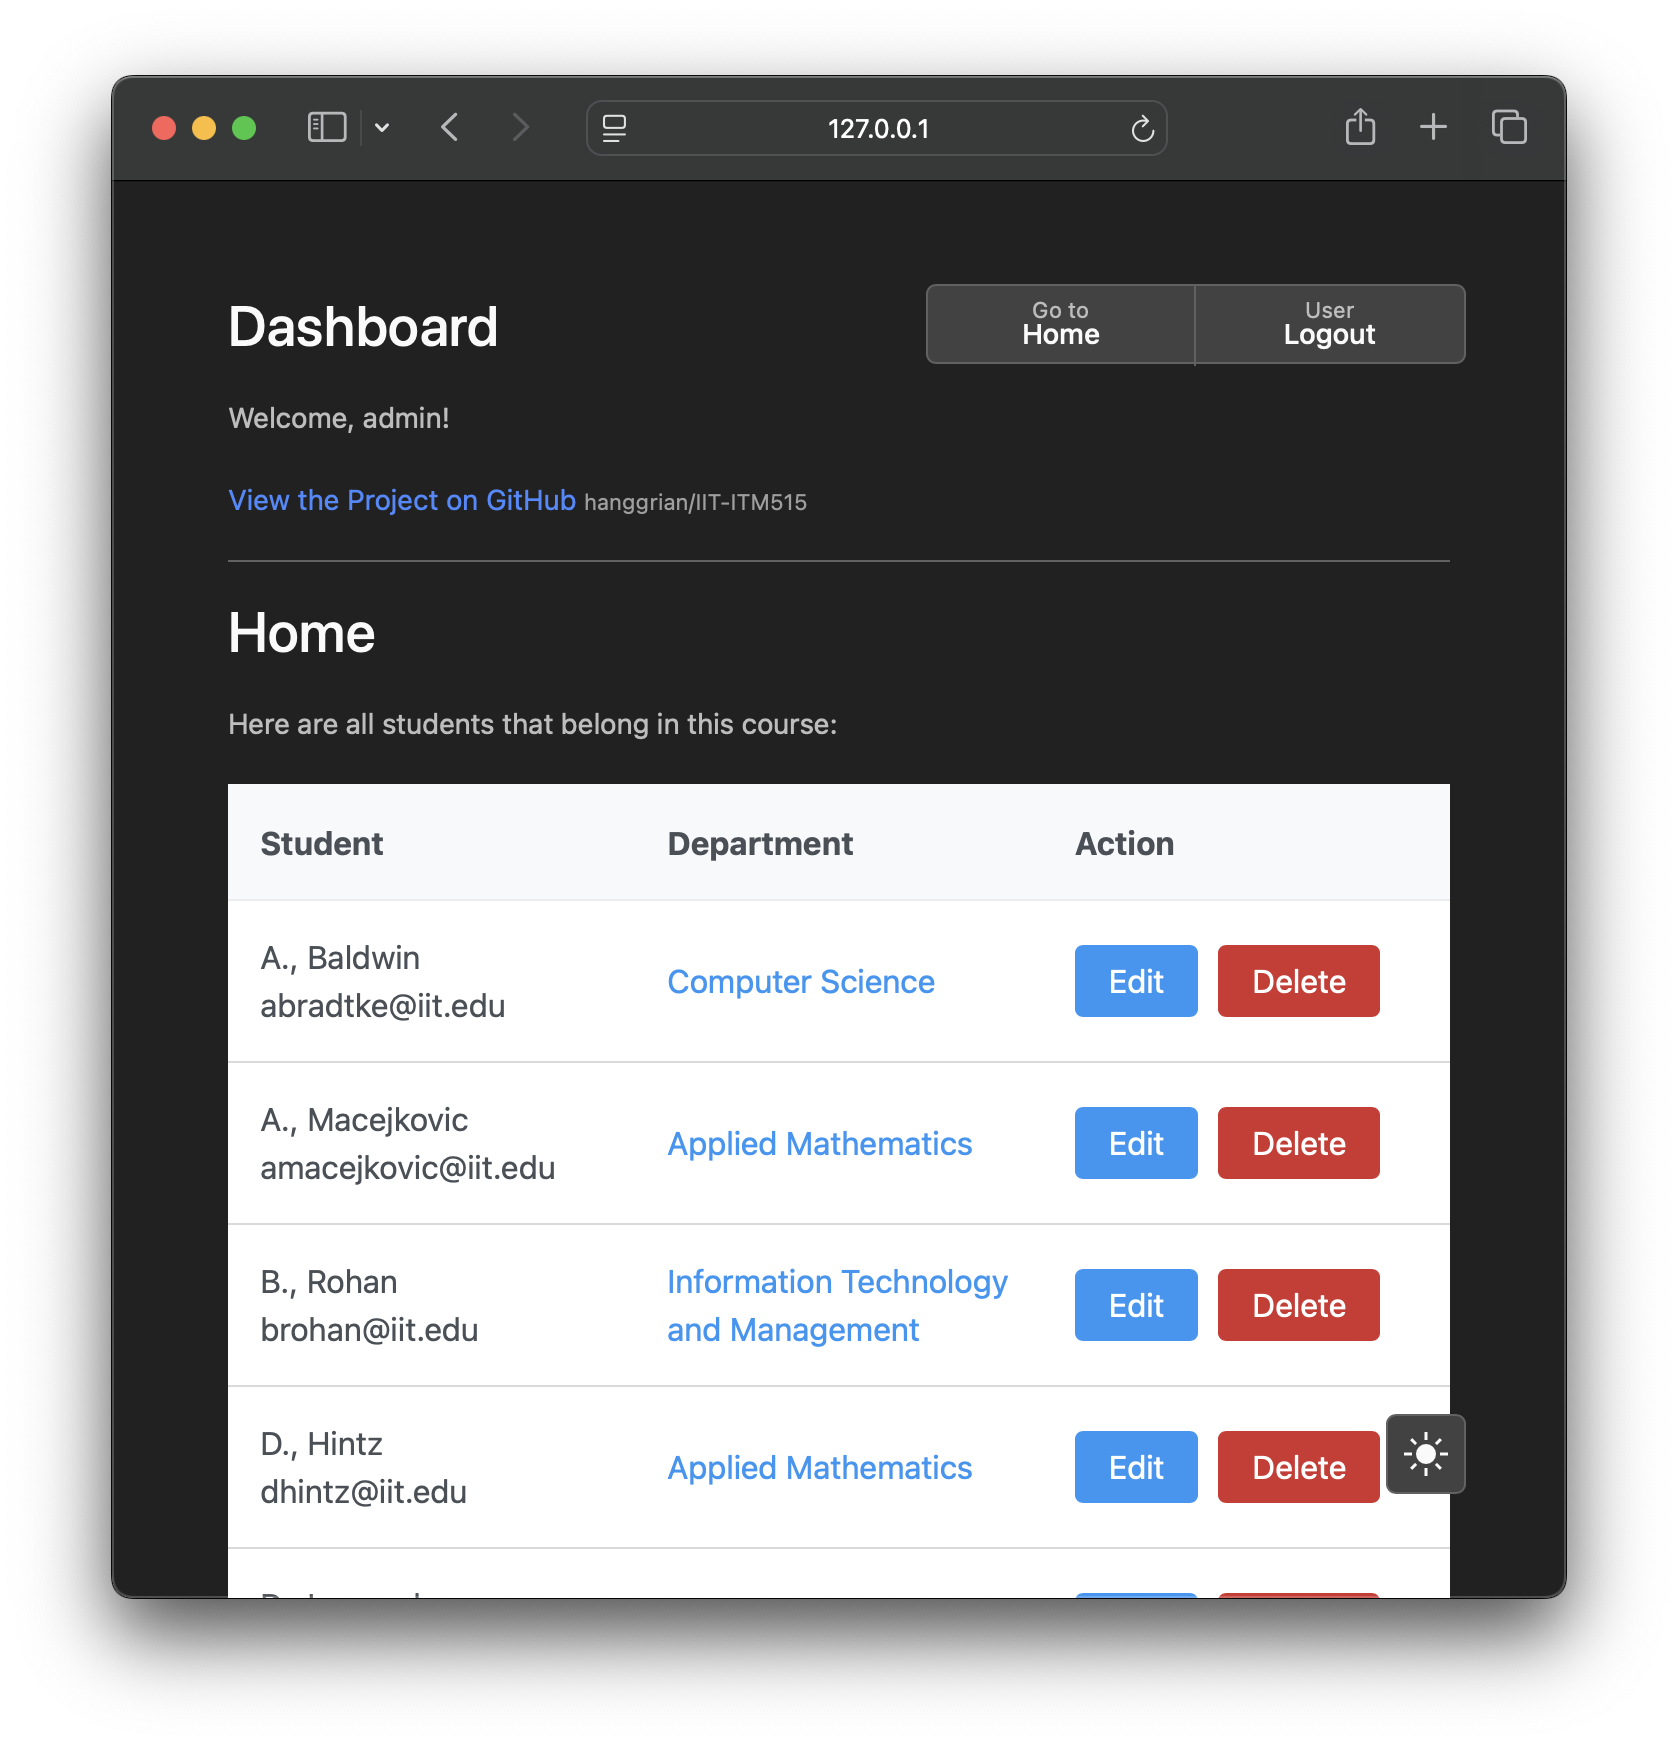 127.0.0.1
Dashboard
Go to
Home
User
Logout
Welcome, admin!
View the Project on GitHub hanggrian/IIT-ITM515
Home
Here are all students that belong in this course:
Student Department Action
A., Baldwin
abradtke@iit.edu
Computer Science
Edit Delete
A., Macejkovic
amacejkovic@iit.edu
Applied Mathematics
Edit Delete
B., Rohan
brohan@iit.edu
Information Technology
and Management
Edit Delete
D., Hintz
dhintz@iit.edu
Applied Mathematics
Edit Delete